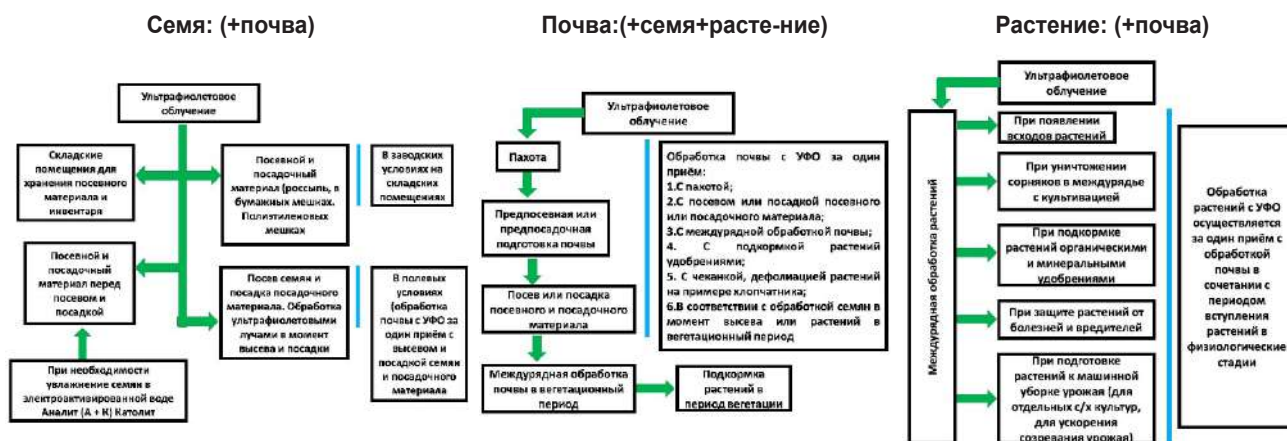 Семя: (+почва)
Ультрафиолетовое
облучение
Складские
помещения для
хранения посевного
материала и
инвентаря
Посевной и
посадочный
материал (россыпь, в
бумажных мешках.
Полиэтиленовых
мешках
В заводских
условиях на
складских
помещениях
Посевной и
посадочный
материал перед
посевом и
посадкой
Посев семян и
посадка посадочного
материала. Обработка
ультрафиолетовыми
лучами в момент
высева и посадки
В полевых
условиях
(обработка
почвы с УФО за
один приём с
высевом и
посадкой семян
и посадочного
материала
При необходимости
увлажнение семян в
электроактивированной воде
Аналит (А + К) Католит
Почва:(+семя+расте-ние)
Ультрафиолетовое
облучение
Пахота
Предпосевная или
предпосадочная
подготовка почвы
Посев или посадка
посевного и посадочного
материала
Междурядная обработка
почвы в вегетационный
период
Подкормка
растений в
период вегетации
Обработка почвы с УФО за один
приём:
1.С пахотой;
2.С посевом или посадкой посевного
или посадочного материала;
3.С междурядной обработкой почвы;
4. С подкормкой растений
удобрениями;
5. С чеканкой, дефолиацией растений
на примере хлопчатника;
6.В соответствии с обработкой семян в
момент высева или растений в
вегетационный период
Растение: (+почва)
Ультрафиолетовое
облучение
Междурядная обработка растений
При появлении
всходов растений
При уничтожении
сорняков в междурядье
с культивацией
При подкормке
растений органическими
и минеральными
удобрениями
При защите растений от
болезней и вредителей
При подготовке
растений к машинной
уборке урожая (для
отдельных с/х культур,
для ускорения
созревания урожая)
Обработка
растений с УФО
осуществляется
за один приём с
обработкой
почвы в
сочетании с
периодом
вступления
растений в
физиологические
стадии